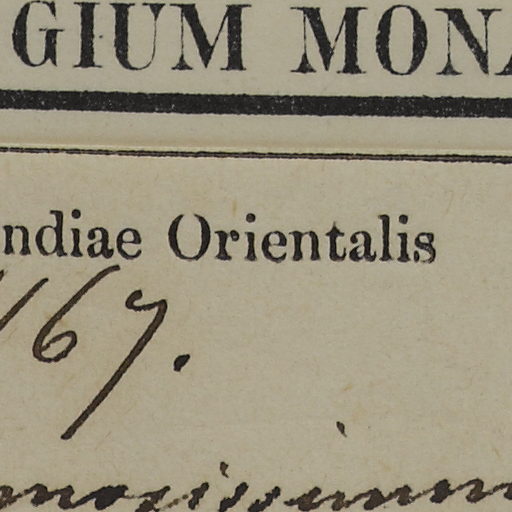 GIUM MONA
ndiae Orientalis
167.